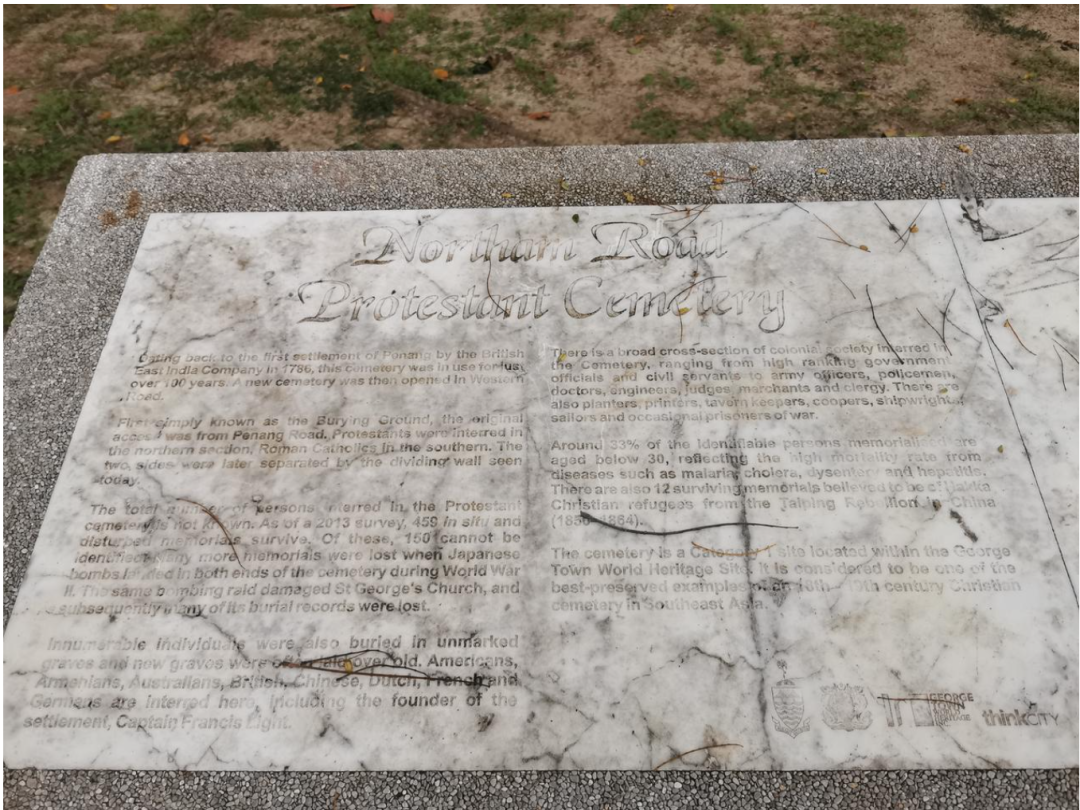 Northam Road
Protestant Cemetery
Dating back to the first settlement of Penang by the British
East India Company in 1786, this cemetery was in use for just
over 100 years. A new cemetery was then opened in Western
Road.
First simply known as the Burying Ground, the original
access was from Penang Road. Protestants were interred in
the northern section, Roman Catholics in the southern. The
two sides were later separated by the dividing wall seen
today.
The total number of persons interred in the Protestant
cemetery is not known. As of a 2013 survey, 459 in situ and
disturbed memorials survive. Of these, 150 cannot be
identified. Many more memorials were lost when Japanese
bombs landed in both ends of the cemetery during World War
II. The same bombing raid damaged St George's Church, and
subsequently many of its burial records were lost.
Innumerable individuals were also buried in unmarked
graves and new graves were often laid over old. Americans,
Armenians, Australians, British, Chinese, Dutch, French and
Germans are interred here, including the founder of the
settlement, Captain Francis Light.
There is a broad cross-section of colonial society interred in
the Cemetery, ranging from high ranking government
officials and civil servants to army officers, policemen,
doctors, engineers, judges, merchants and clergy. There are
also planters, printers, tavern keepers, coopers, shipwrights,
sailors and occasional prisoners of war.
Around 33% of the identifiable persons memorialised are
aged below 30, reflecting the high mortality rate from
diseases such as malaria, cholera, dysentery and hepatitis.
There are also 12 surviving memorials believed to be of Hakka
Christian refugees from the Taiping Rebellion in China
(1850-1864).
The cemetery is a Category I site located within the George
Town World Heritage Site. It is considered to be one of the
best-preserved examples of an 18th - 19th century Christian
cemetery in Southeast Asia.
GEORGE
TOWN
thinkCITY